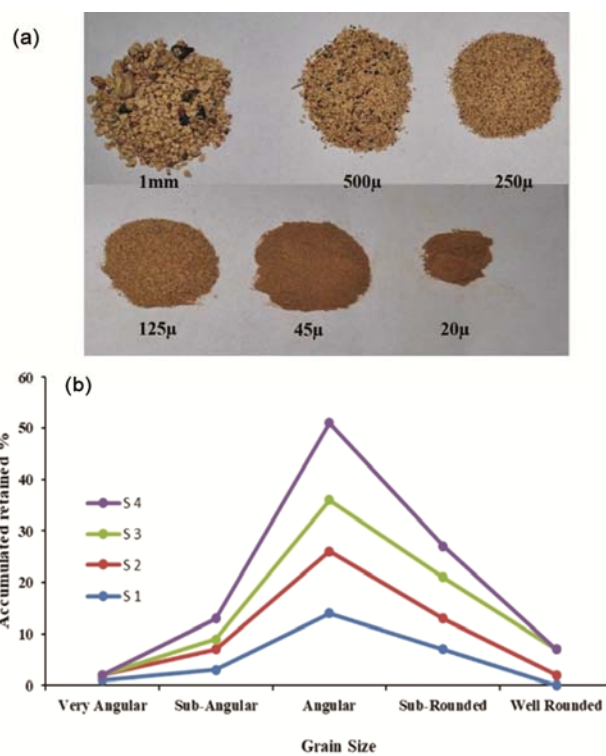 (a)
1mm 500µ 250µ
125µ 45µ 20µ
(b)
60
50
40
30
20
10
0
Accumulated retained %
S 4
S 3
S 2
S 1
Very Angular Sub-Angular Angular Sub-Rounded Well Rounded
Grain Size